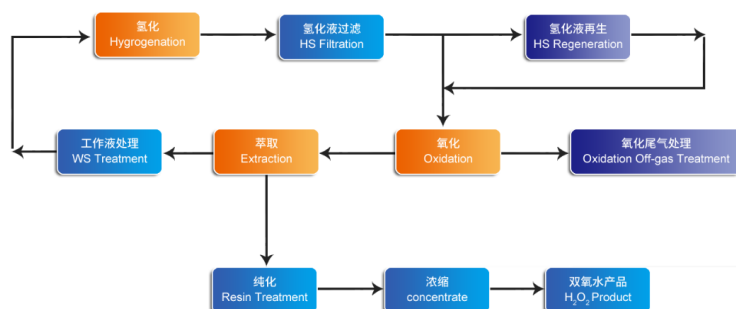 氢化
Hygrogenation
氢化液过滤
HS Filtration
氢化液再生
HS Regeneration
工作液处理
WS Treatment
萃取
Extraction
氧化
Oxidation
氧化尾气处理
Oxidation Off-gas Treatment
纯化
Resin Treatment
浓缩
concentrate
双氧水产品
H₂O₂ Product